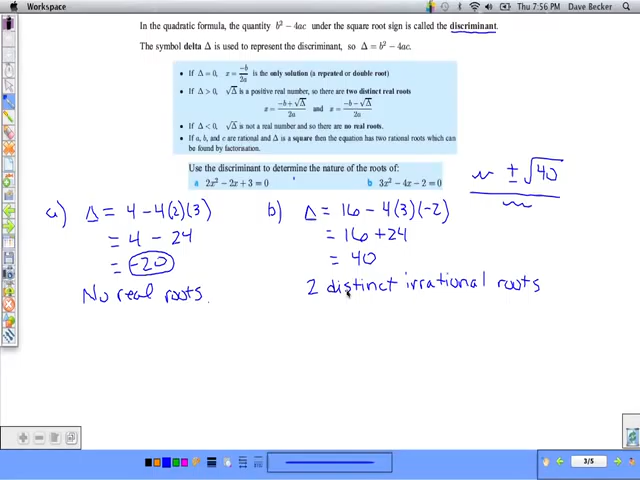 Workspace
Thu 7:56 PM Dave Becker
In the quadratic formula, the quantity b² − 4ac under the square root sign is called the discriminant.
The symbol delta Δ is used to represent the discriminant, so Δ = b² − 4ac.
• If Δ = 0, x = −b/2a is the only solution (a repeated or double root)
• If Δ > 0, √Δ is a positive real number, so there are two distinct real roots
x = (−b + √Δ)/2a and x = (−b − √Δ)/2a
• If Δ < 0, √Δ is not a real number and so there are no real roots.
• If a, b, and c are rational and Δ is a square then the equation has two rational roots which can
be found by factorisation.
Use the discriminant to determine the nature of the roots of:
a 2x² − 2x + 3 = 0 b 3x² − 4x − 2 = 0
± √40
a) Δ = 4 − 4(2)(3)
= 4 − 24
= −20
No real roots.
b) Δ = 16 − 4(3)(−2)
= 16 + 24
= 40
2 distinct irrational roots
3/5